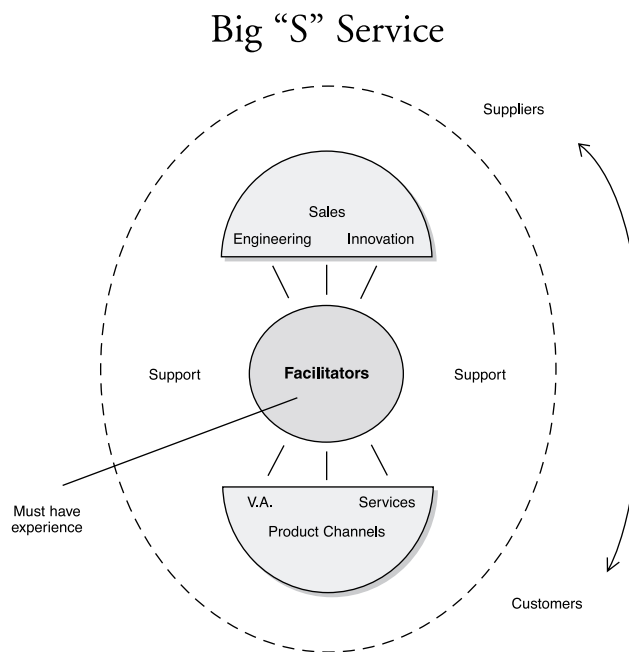 Big “S” Service
Suppliers
Sales
Engineering Innovation
Support Facilitators Support
V.A. Services
Product Channels
Must have
experience
Customers